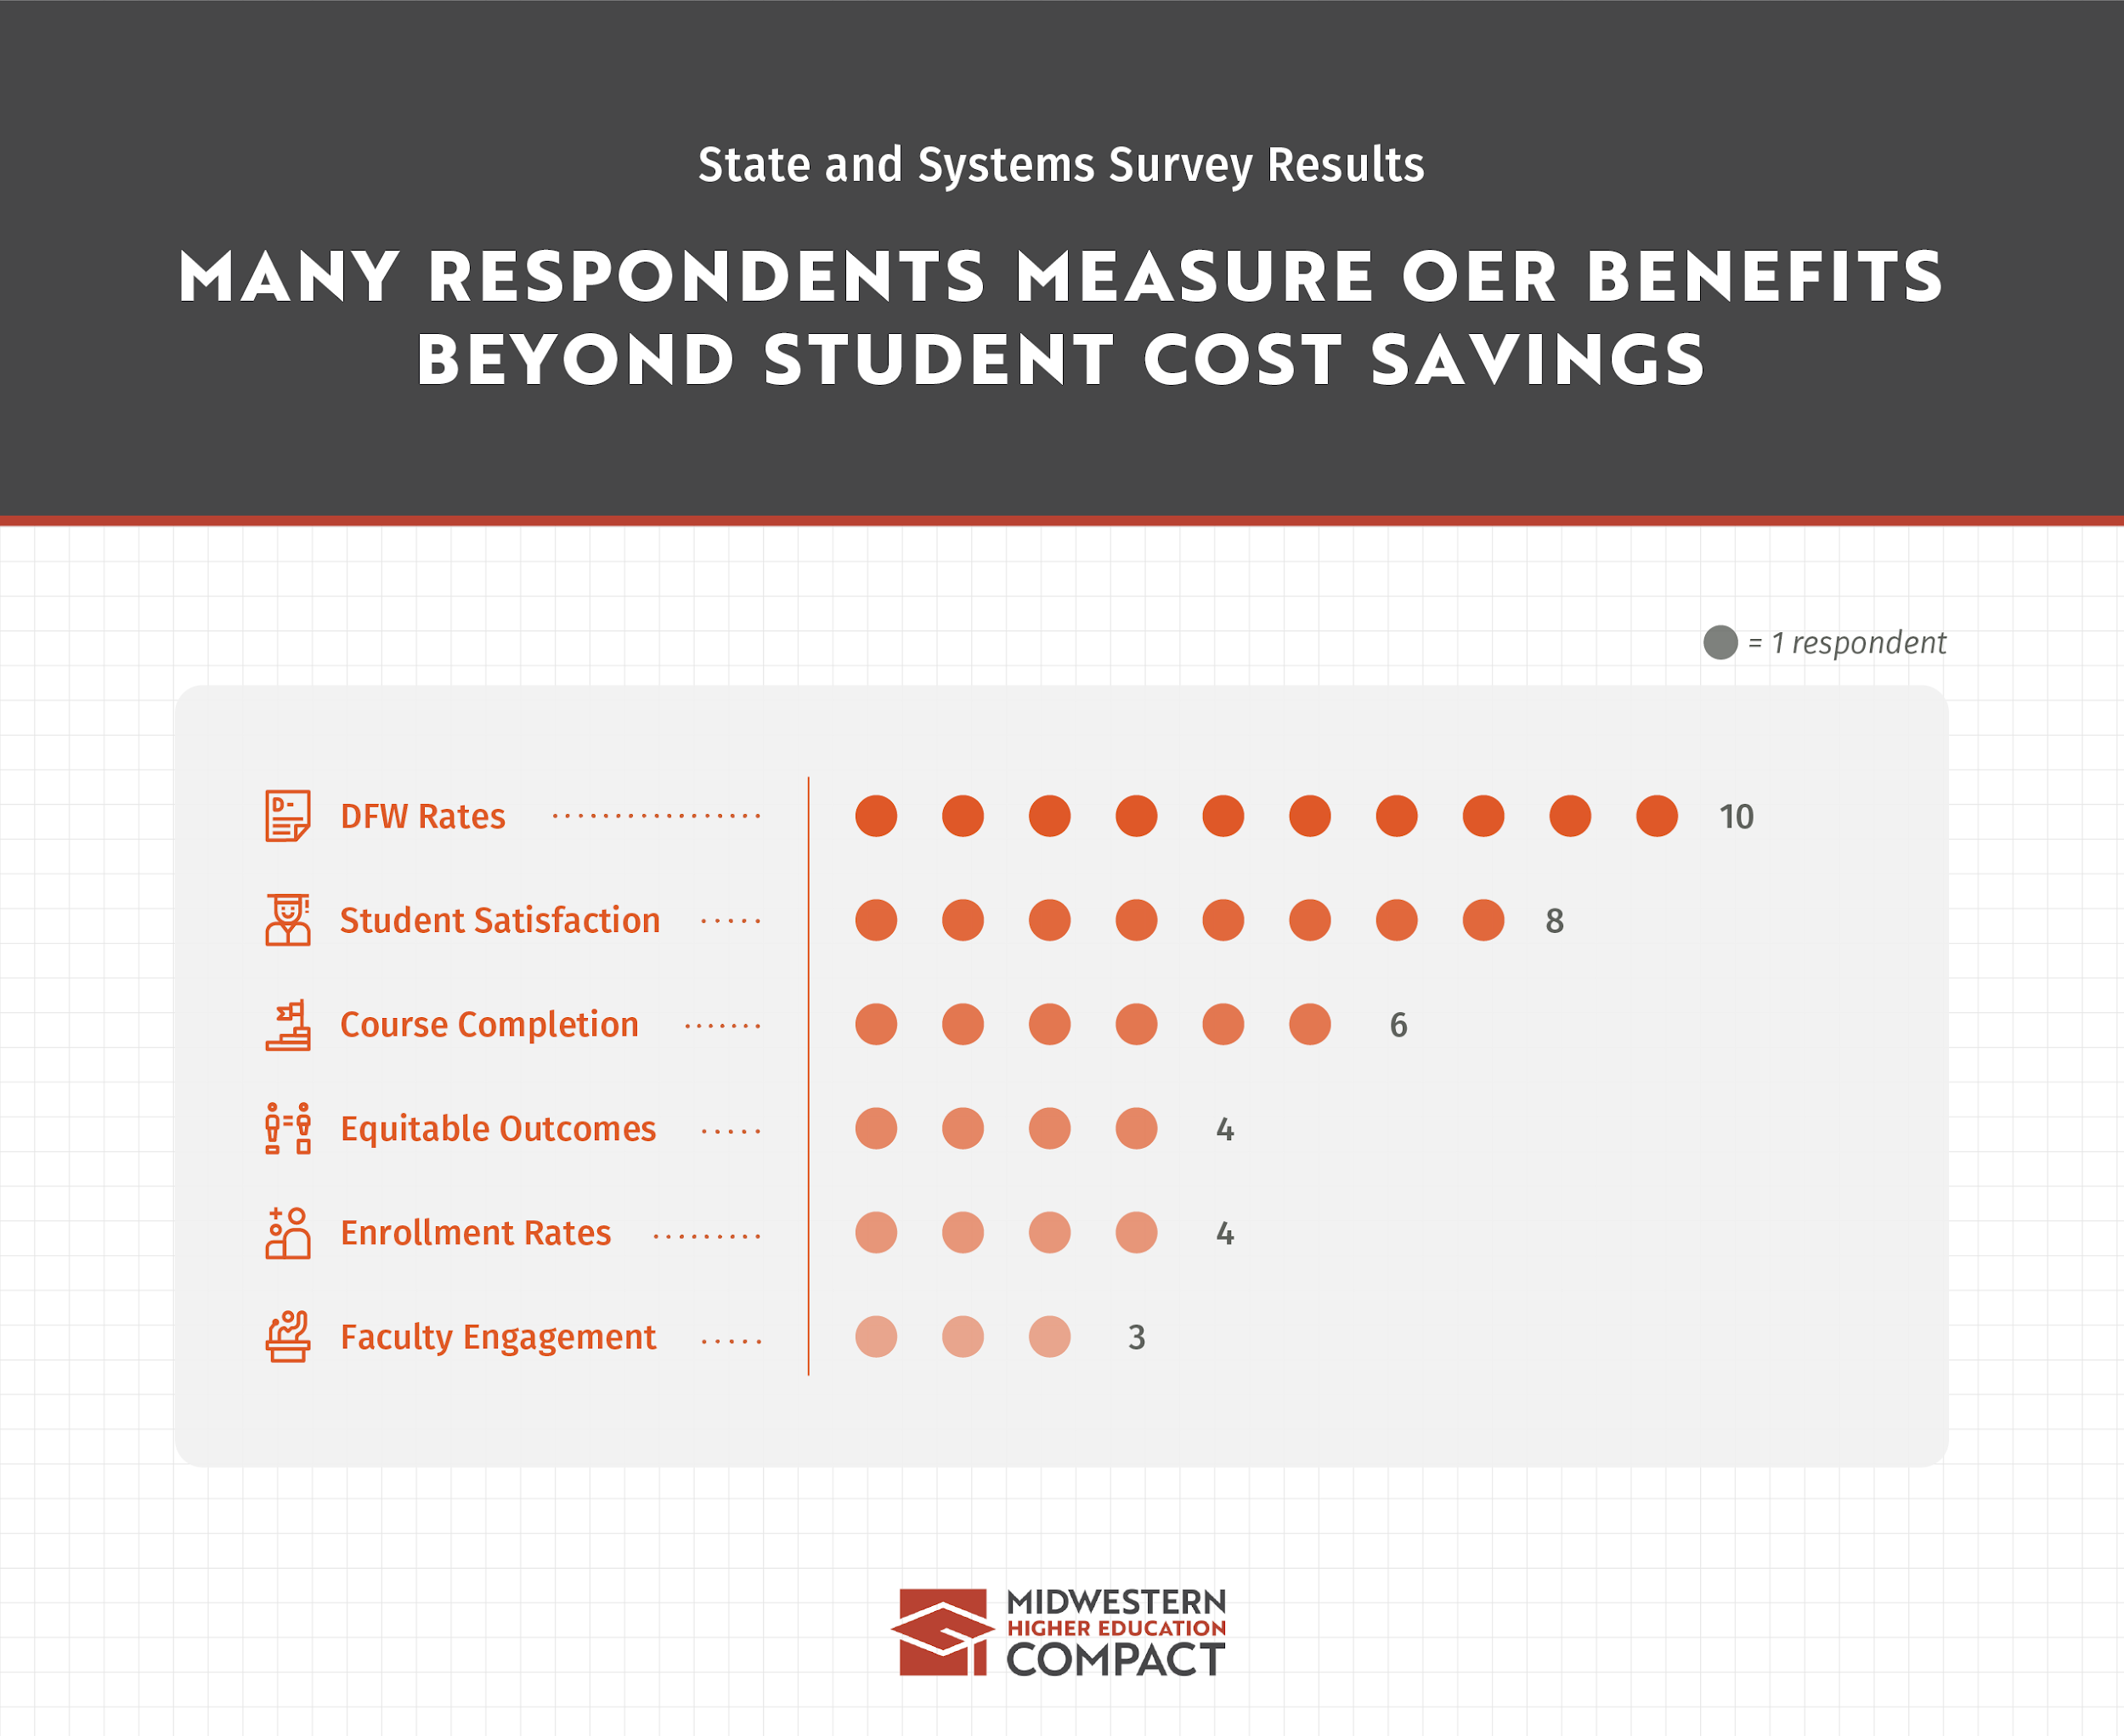 State and Systems Survey Results
MANY RESPONDENTS MEASURE OER BENEFITS
BEYOND STUDENT COST SAVINGS
= 1 respondent
D-
DFW Rates 10
Student Satisfaction 8
Course Completion 6
Equitable Outcomes 4
Enrollment Rates 4
Faculty Engagement 3
MIDWESTERN
HIGHER EDUCATION
COMPACT